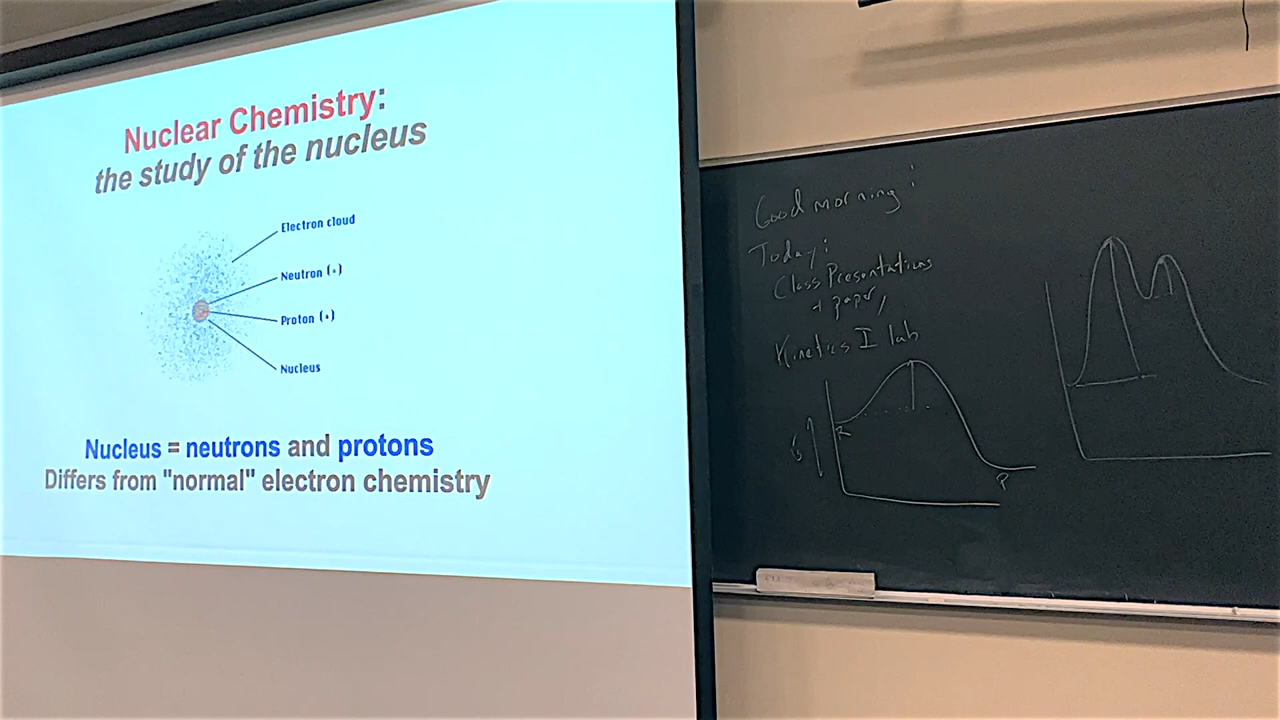 Nuclear Chemistry:
the study of the nucleus
Electron cloud
Neutron (•)
Proton (•)
Nucleus
Nucleus = neutrons and protons
Differs from "normal" electron chemistry
Good morning!
Today:
Class Presentations
+ paper,
Kinetics I lab
R
P